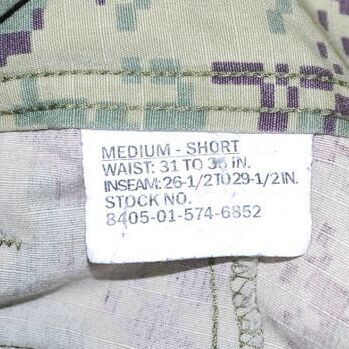 MEDIUM - SHORT
WAIST: 31 TO 35 IN.
INSEAM: 26-1/2 TO 29-1/2 IN.
STOCK NO.
8405-01-574-6852